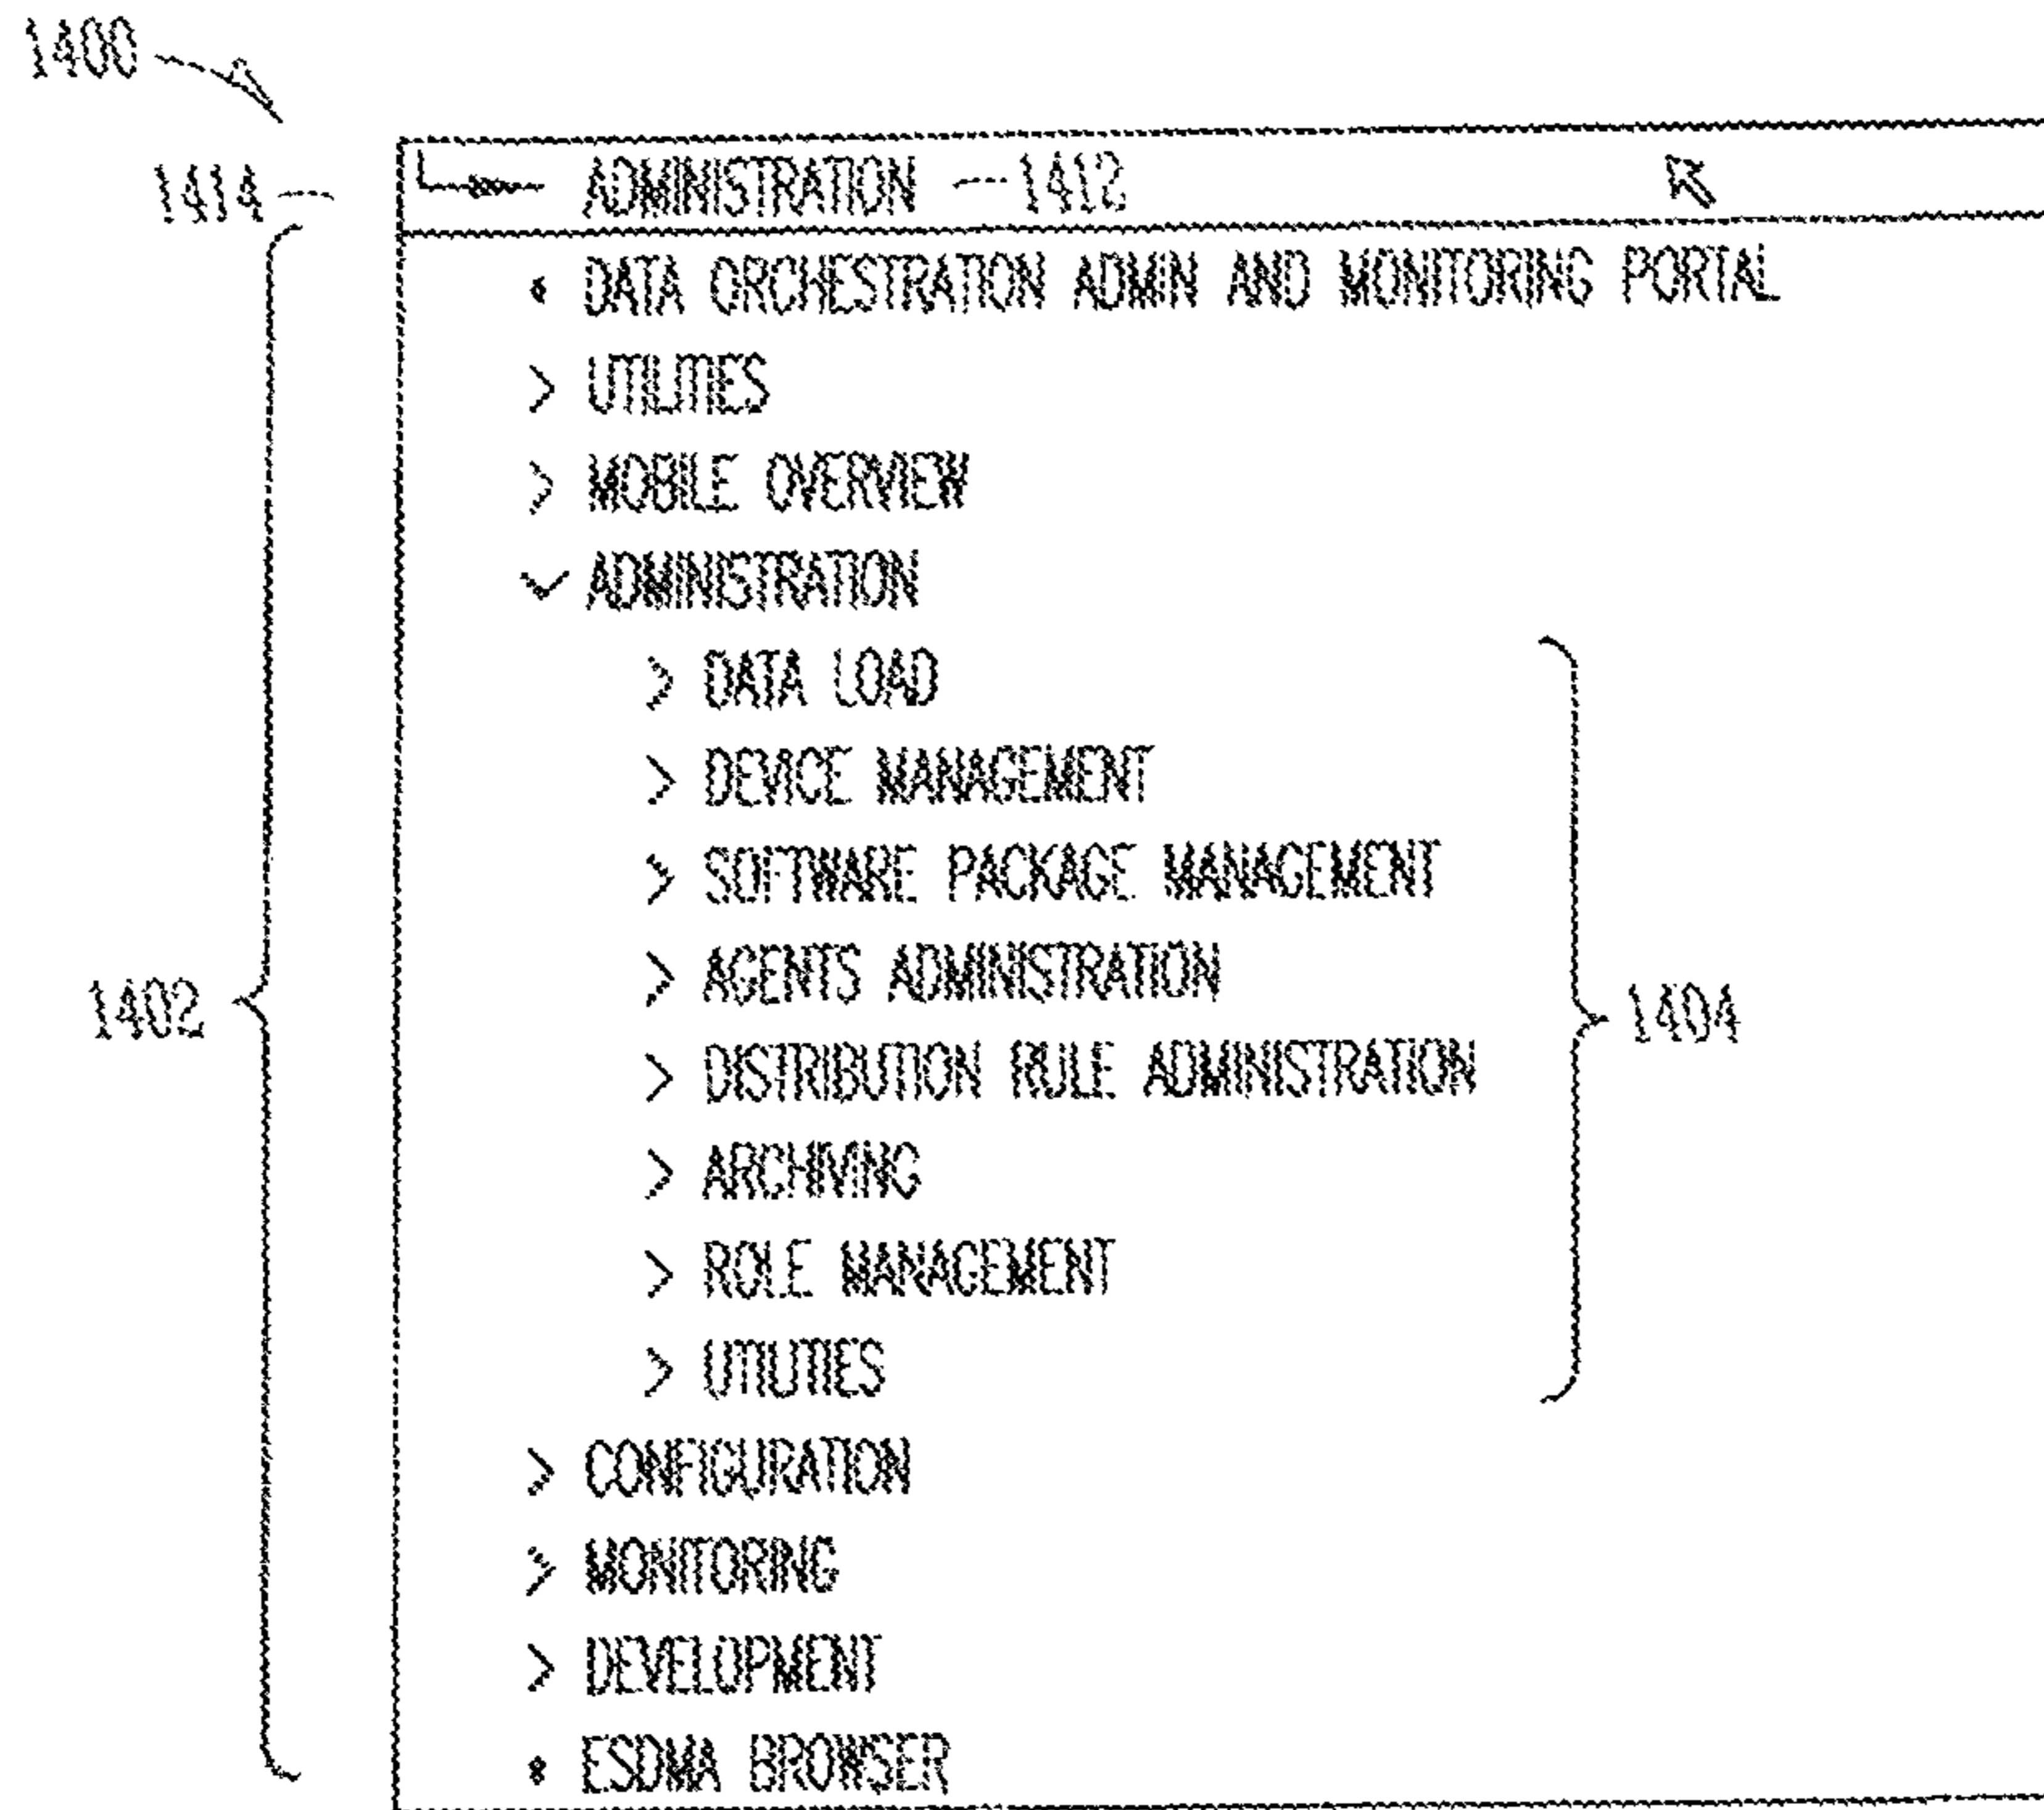 1400
1414 ADMINISTRATION 1412
• DATA ORCHESTRATION ADMIN AND MONITORING PORTAL
> UTILITIES
> MOBILE OVERVIEW
ADMINISTRATION
> DATA LOAD
> DEVICE MANAGEMENT
> SOFTWARE PACKAGE MANAGEMENT
> AGENTS ADMINISTRATION
1402
1404
> DISTRIBUTION RULE ADMINISTRATION
> ARCHIVING
> ROLE MANAGEMENT
> UTILITIES
> CONFIGURATION
> MONITORING
> DEVELOPMENT
• ESDMA BROWSER